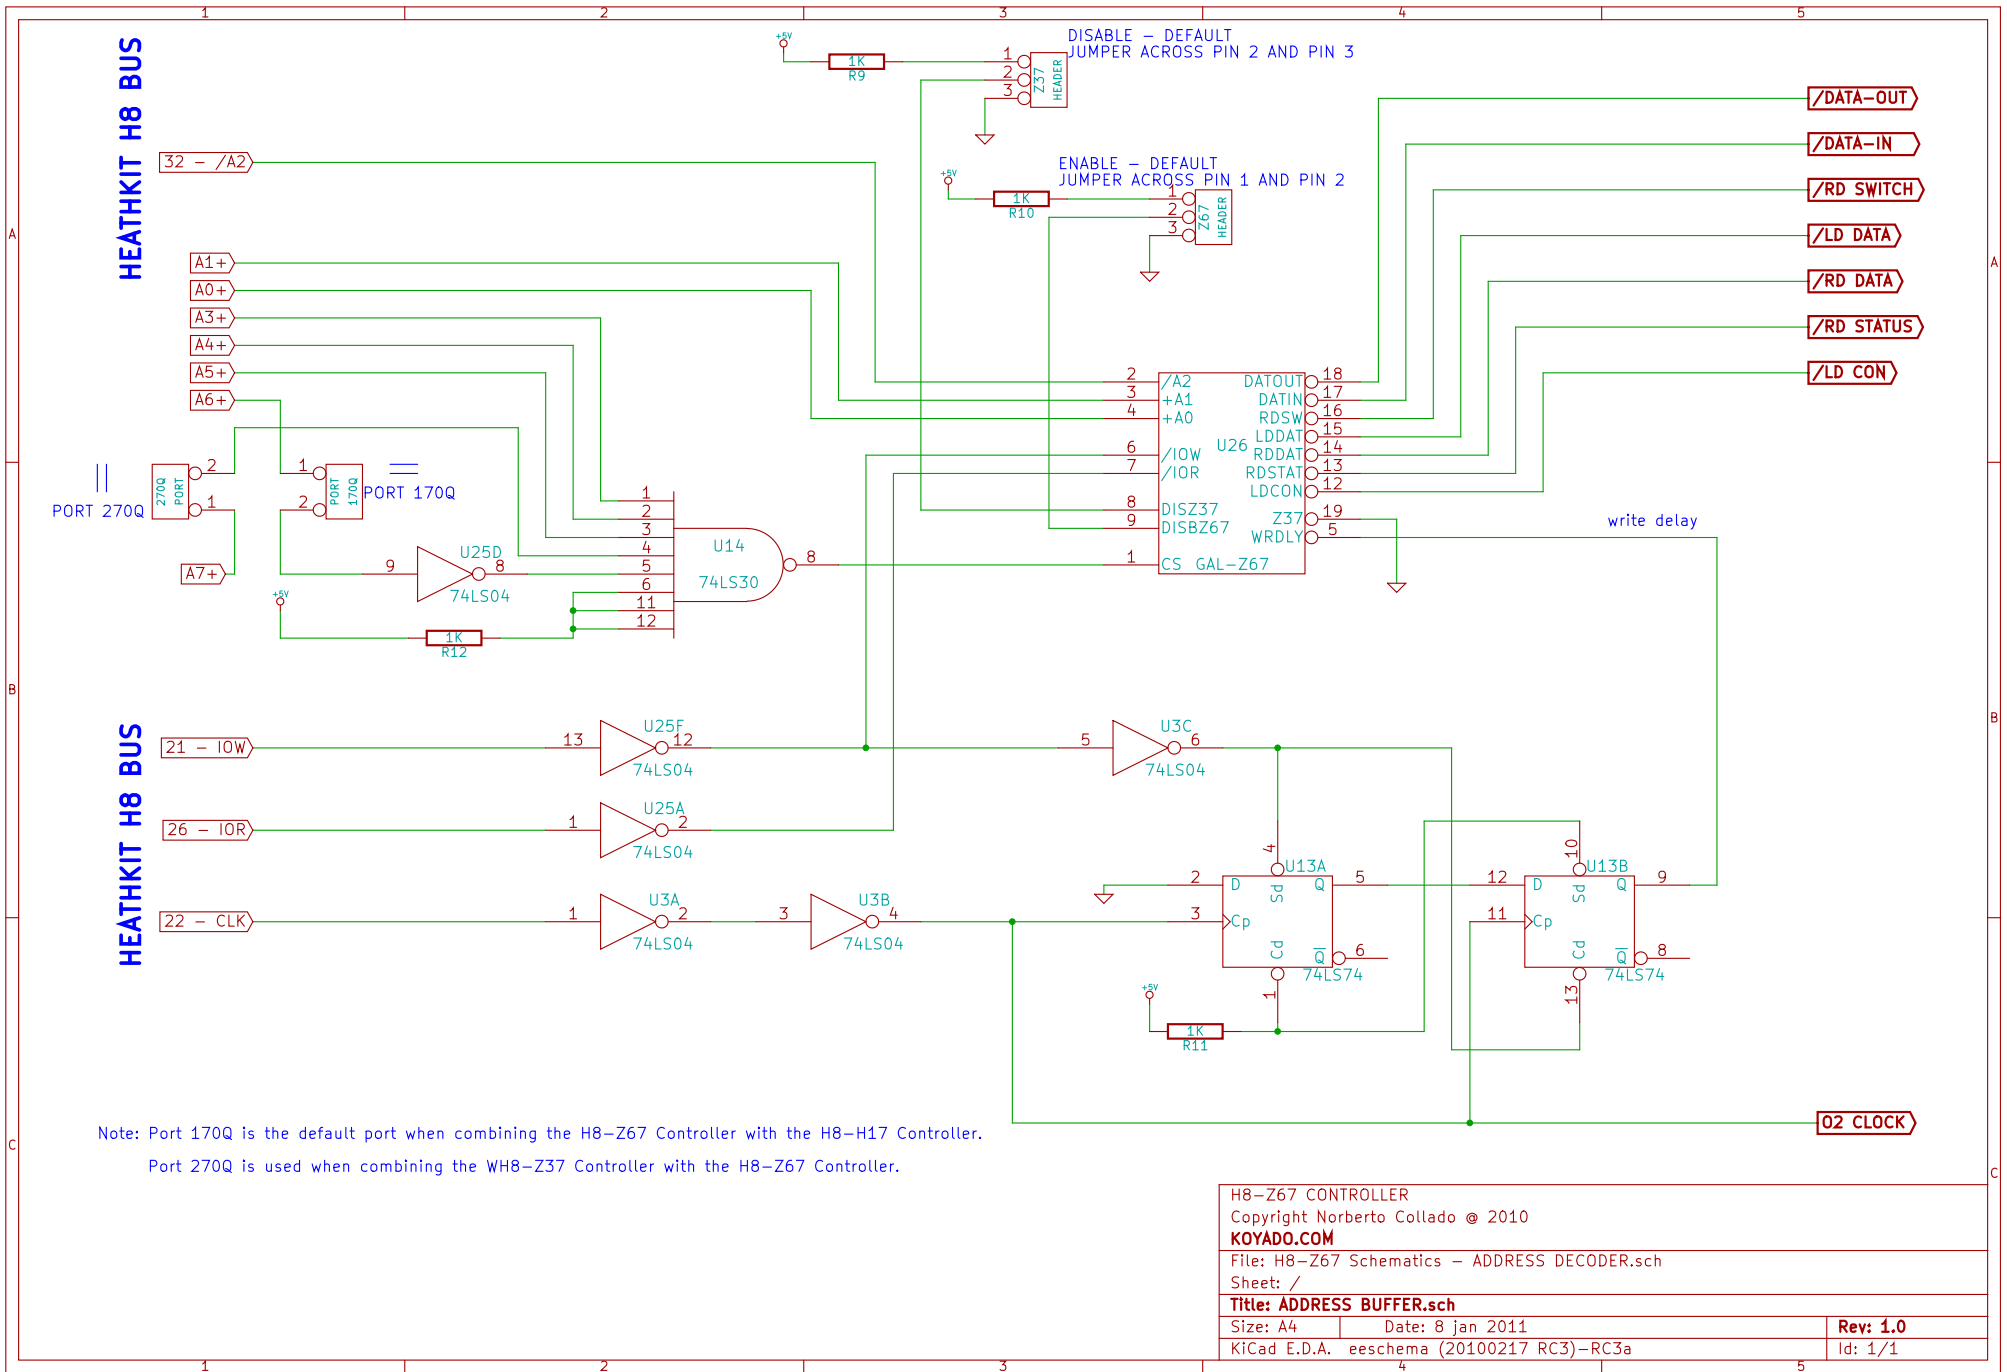 1 2 3 4 5
HEATHKIT H8 BUS
+5V
1K
R9
1
2
3
Z37
HEADER
DISABLE - DEFAULT
JUMPER ACROSS PIN 2 AND PIN 3
32 - /A2
+5V
1K
R10
ENABLE - DEFAULT
JUMPER ACROSS PIN 1 AND PIN 2
1
2
3
Z67
HEADER
/DATA-OUT
/DATA-IN
/RD SWITCH
/LD DATA
/RD DATA
/RD STATUS
/LD CON
A
A
A1+
A0+
A3+
A4+
A5+
A6+
270Q
PORT
2
1
PORT 270Q
1
2
PORT
170Q
PORT 170Q
A7+
9
U25D
8
74LS04
+5V
1K
R12
1
2
3
4
5
6
11
12
U14
74LS30
8
2 /A2
3 +A1
4 +A0
6 /IOW
7 /IOR
8 DISZ37
9 DISBZ67
1 CS GAL-Z67
U26
DATOUT 18
DATIN 17
RDSW 16
LDDAT 15
RDDAT 14
RDSTAT 13
LDCON 12
Z37 19
WRDLY 5
write delay
B
B
HEATHKIT H8 BUS
21 - IOW
13
U25F
12
74LS04
5
U3C
6
74LS04
26 - IOR
1
U25A
2
74LS04
22 - CLK
1
U3A
2
74LS04
3
U3B
4
74LS04
4
U13A
2 D
Sd
Q 5
3 Cp
Cd
Q 6
74LS74
1
+5V
1K
R11
10
U13B
12 D
Sd
Q 9
11 Cp
Cd
Q 8
74LS74
13
O2 CLOCK
C
C
Note: Port 170Q is the default port when combining the H8-Z67 Controller with the H8-H17 Controller.
Port 270Q is used when combining the WH8-Z37 Controller with the H8-Z67 Controller.
H8-Z67 CONTROLLER
Copyright Norberto Collado @ 2010
KOYADO.COM
File: H8-Z67 Schematics - ADDRESS DECODER.sch
Sheet: /
Title: ADDRESS BUFFER.sch
Size: A4 Date: 8 jan 2011 Rev: 1.0
KiCad E.D.A. eeschema (20100217 RC3)-RC3a Id: 1/1
1 2 3 4 5